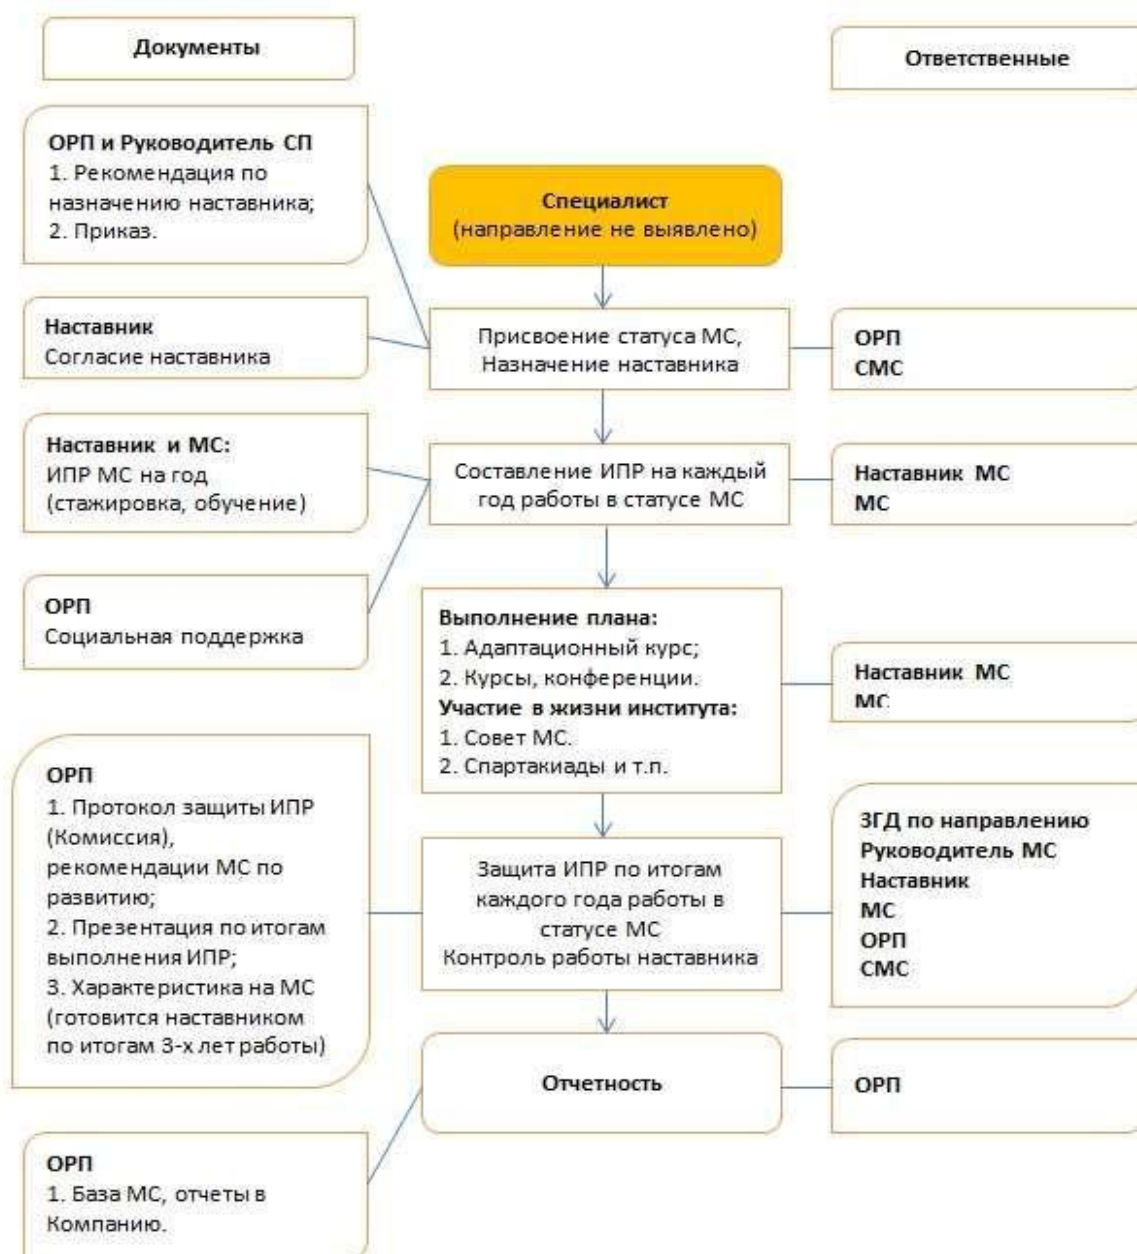 Документы
Ответственные
ОРП и Руководитель СП
1. Рекомендация по
назначению наставника;
2. Приказ.
Специалист
(направление не выявлено)
Наставник
Согласие наставника
Присвоение статуса МС,
Назначение наставника
ОРП
СМС
Наставник и МС:
ИПР МС на год
(стажировка, обучение)
Составление ИПР на каждый
год работы в статусе МС
Наставник МС
МС
ОРП
Социальная поддержка
Выполнение плана:
1. Адаптационный курс;
2. Курсы, конференции.
Участие в жизни института:
1. Совет МС.
2. Спартакиады и т.п.
Наставник МС
МС
ОРП
1. Протокол защиты ИПР
(Комиссия),
рекомендации МС по
развитию;
2. Презентация по итогам
выполнения ИПР;
3. Характеристика на МС
(готовится наставником
по итогам 3-х лет работы)
Защита ИПР по итогам
каждого года работы в
статусе МС
Контроль работы наставника
ЗГД по направлению
Руководитель МС
Наставник
МС
ОРП
СМС
Отчетность
ОРП
ОРП
1. База МС, отчеты в
Компанию.